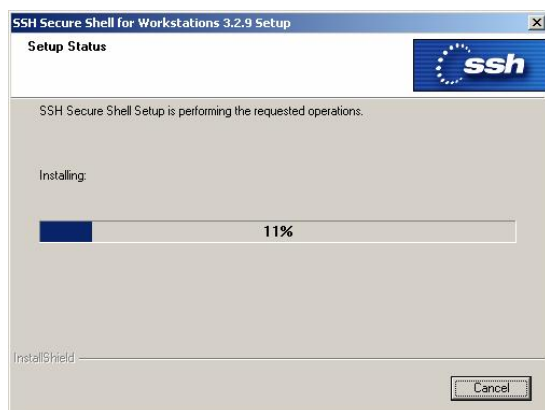 SSH Secure Shell for Workstations 3.2.9 Setup
Setup Status
ssh
SSH Secure Shell Setup is performing the requested operations.
Installing:
11%
InstallShield
Cancel